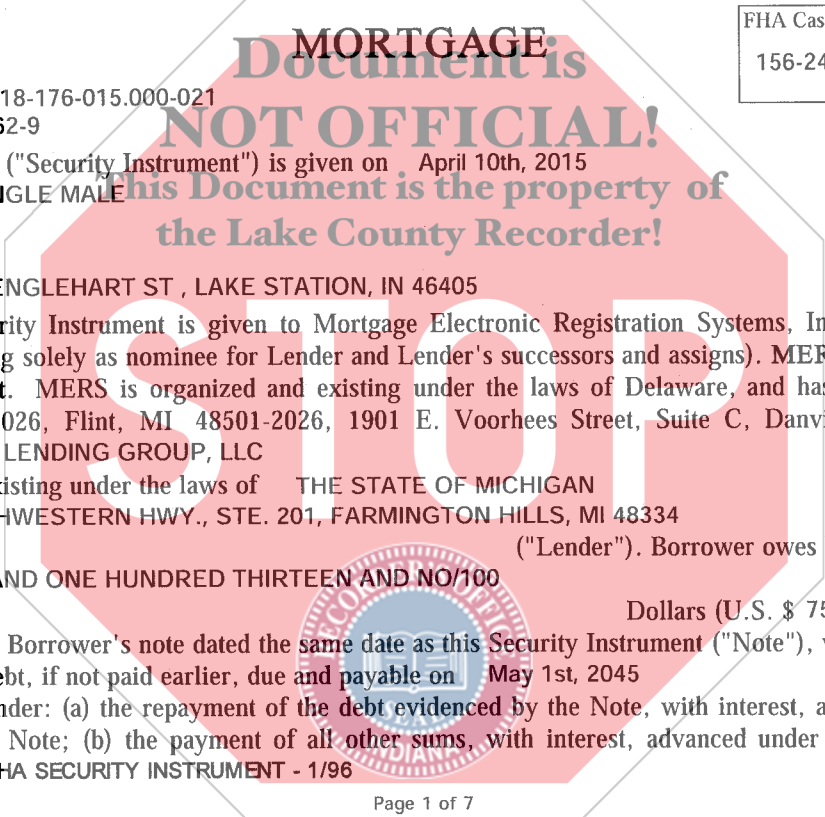 MORTGAGE
FHA Cas
156-24
18-176-015.000-021
62-9
Document is
NOT OFFICIAL!
This Document is the property of
the Lake County Recorder!
("Security Instrument") is given on April 10th, 2015
NGLE MALE
ENGLEHART ST , LAKE STATION, IN 46405
rity Instrument is given to Mortgage Electronic Registration Systems, In
g solely as nominee for Lender and Lender's successors and assigns). MER
t. MERS is organized and existing under the laws of Delaware, and has
026, Flint, MI 48501-2026, 1901 E. Voorhees Street, Suite C, Danvi
LENDING GROUP, LLC
isting under the laws of THE STATE OF MICHIGAN
HWESTERN HWY., STE. 201, FARMINGTON HILLS, MI 48334
("Lender"). Borrower owes
AND ONE HUNDRED THIRTEEN AND NO/100
Dollars (U.S. $ 75
Borrower's note dated the same date as this Security Instrument ("Note"), w
ebt, if not paid earlier, due and payable on May 1st, 2045
nder: (a) the repayment of the debt evidenced by the Note, with interest, a
Note; (b) the payment of all other sums, with interest, advanced under
HA SECURITY INSTRUMENT - 1/96
Page 1 of 7
STOP
RECORDER OFFICE
SEAL
INDIANA